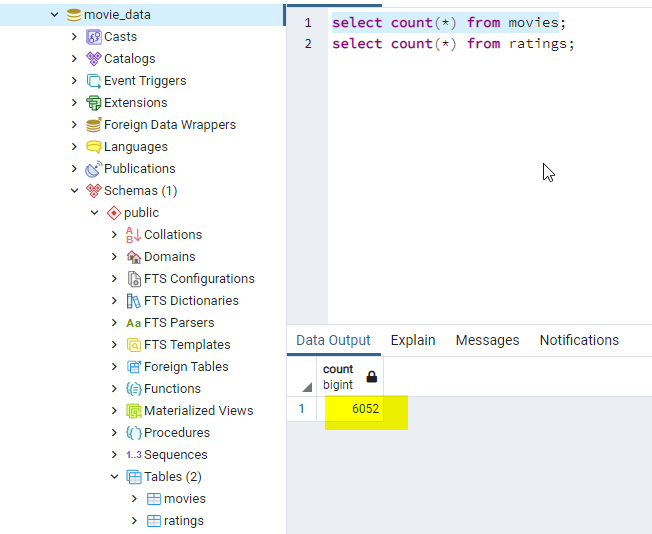 movie_data
Casts
Catalogs
Event Triggers
Extensions
Foreign Data Wrappers
Languages
Publications
Schemas (1)
public
Collations
Domains
FTS Configurations
FTS Dictionaries
Aa FTS Parsers
FTS Templates
Foreign Tables
Functions
Materialized Views
Procedures
1..3 Sequences
Tables (2)
movies
ratings
1 select count(*) from movies;
2 select count(*) from ratings;
Data Output Explain Messages Notifications
count
bigint
1 6052